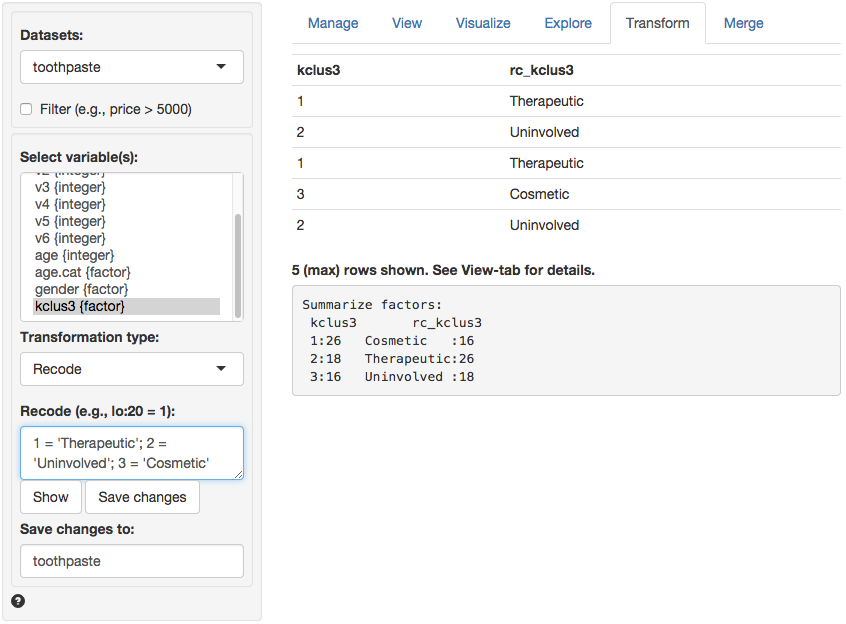 Datasets:
toothpaste
Filter (e.g., price > 5000)
Select variable(s):
v2 {integer}
v3 {integer}
v4 {integer}
v5 {integer}
v6 {integer}
age {integer}
age.cat {factor}
gender {factor}
kclus3 {factor}
Transformation type:
Recode
Recode (e.g., lo:20 = 1):
1 = 'Therapeutic'; 2 =
'Uninvolved'; 3 = 'Cosmetic'
Show Save changes
Save changes to:
toothpaste
?
Manage View Visualize Explore Transform Merge
kclus3 rc_kclus3
1 Therapeutic
2 Uninvolved
1 Therapeutic
3 Cosmetic
2 Uninvolved
5 (max) rows shown. See View-tab for details.
Summarize factors:
kclus3 rc_kclus3
1:26 Cosmetic :16
2:18 Therapeutic:26
3:16 Uninvolved :18